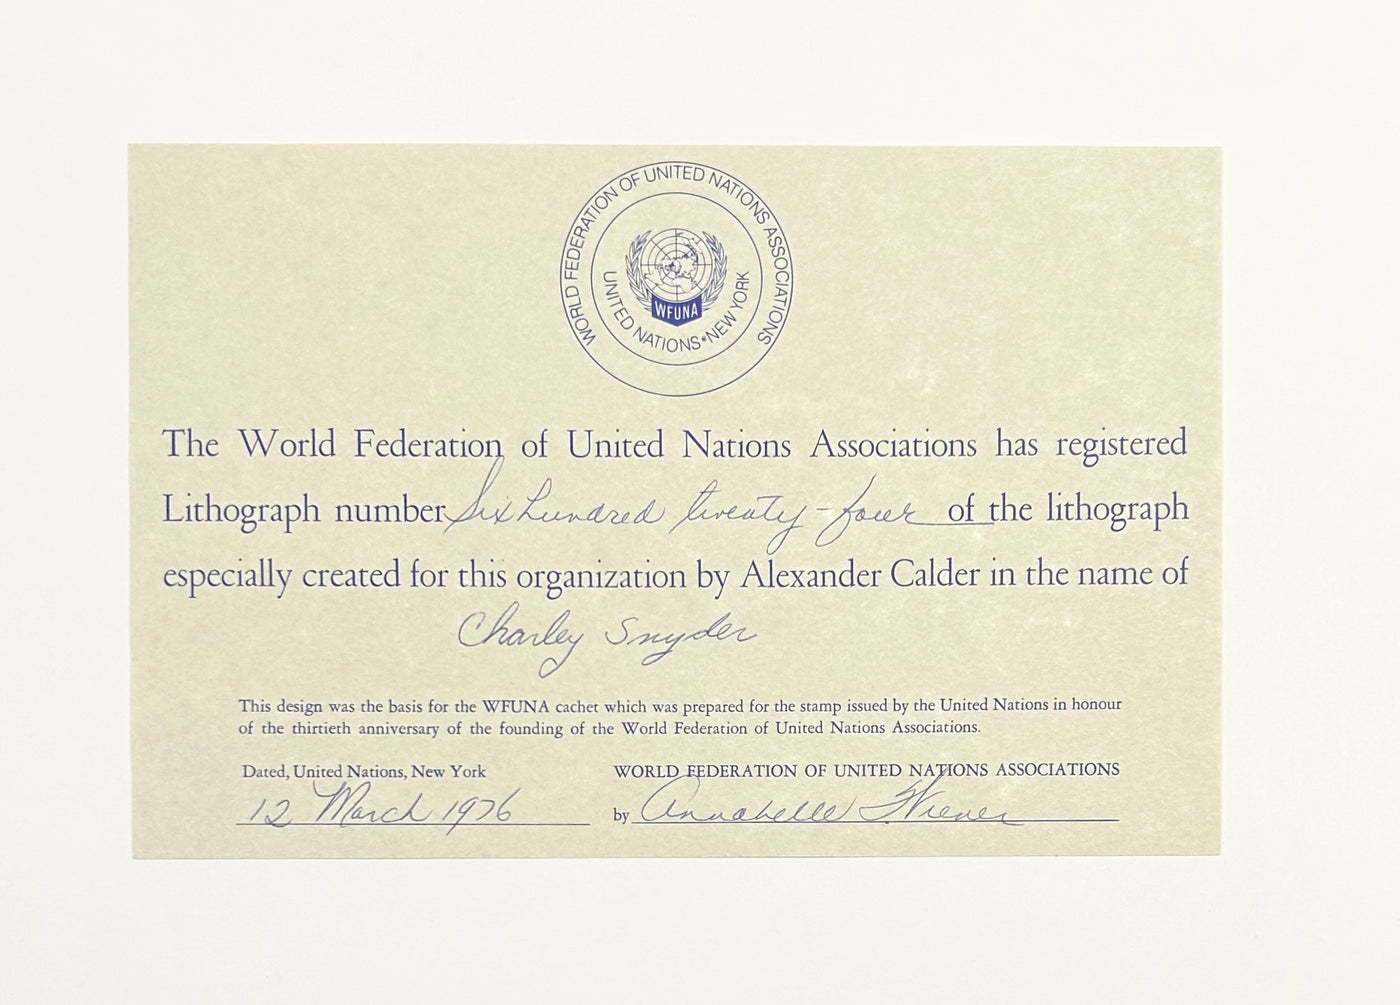 WORLD FEDERATION OF UNITED NATIONS ASSOCIATIONS
UNITED NATIONS*NEW YORK
WFUNA
The World Federation of United Nations Associations has registered
Lithograph number Six hundred twenty-four of the lithograph
especially created for this organization by Alexander Calder in the name of
Charley Snyder
This design was the basis for the WFUNA cachet which was prepared for the stamp issued by the United Nations in honour
of the thirtieth anniversary of the founding of the World Federation of United Nations Associations.
Dated, United Nations, New York
12 March 1976
WORLD FEDERATION OF UNITED NATIONS ASSOCIATIONS
by Annabelle Wiener